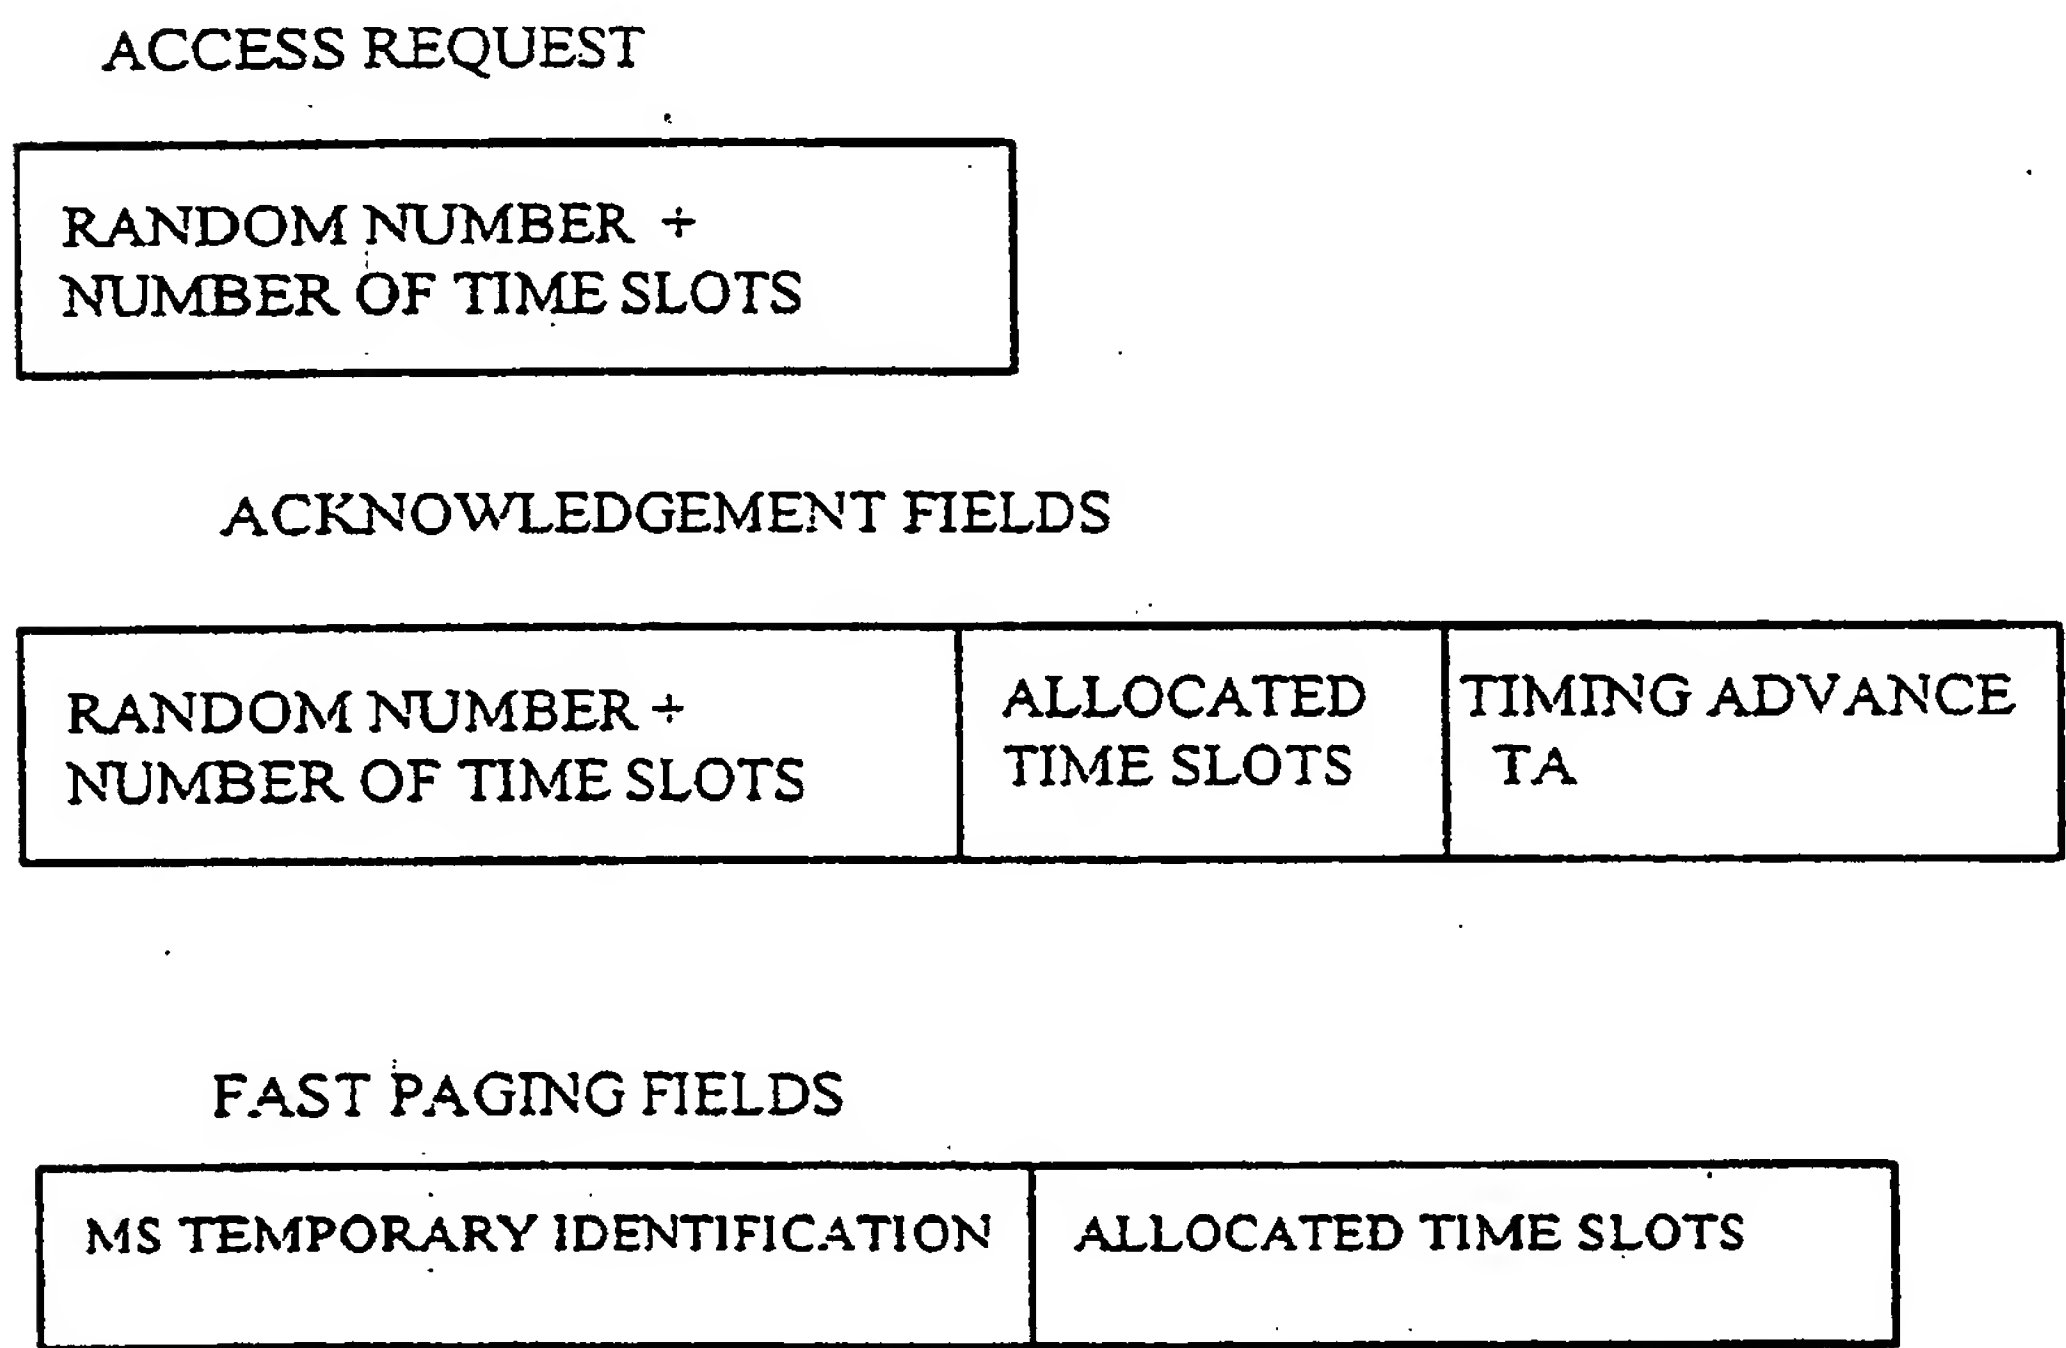 ACCESS REQUEST
RANDOM NUMBER +
NUMBER OF TIME SLOTS
ACKNOWLEDGEMENT FIELDS
RANDOM NUMBER +
NUMBER OF TIME SLOTS
ALLOCATED
TIME SLOTS
TIMING ADVANCE
TA
FAST PAGING FIELDS
MS TEMPORARY IDENTIFICATION
ALLOCATED TIME SLOTS